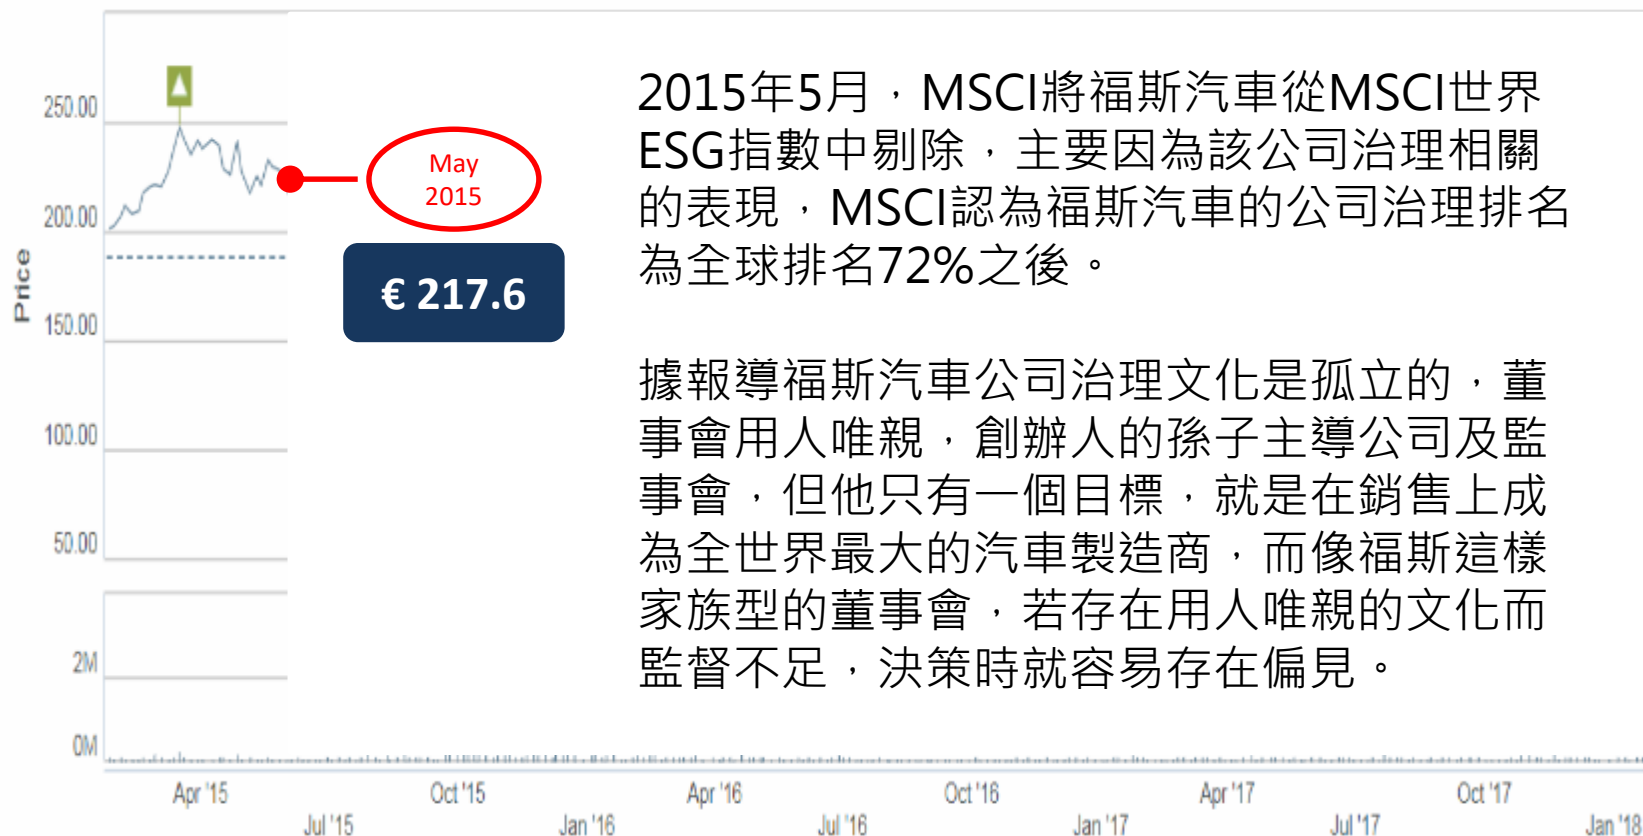 2015年5月，MSCI將福斯汽車從MSCI世界
ESG指數中剔除，主要因為該公司治理相關
的表現，MSCI認為福斯汽車的公司治理排名
為全球排名72%之後。
據報導福斯汽車公司治理文化是孤立的，董
事會用人唯親，創辦人的孫子主導公司及監
事會，但他只有一個目標，就是在銷售上成
為全世界最大的汽車製造商，而像福斯這樣
家族型的董事會，若存在用人唯親的文化而
監督不足，決策時就容易存在偏見。
May
2015
€ 217.6
Price
250.00
200.00
150.00
100.00
50.00
2M
0M
Apr '15
Jul '15
Oct '15
Jan '16
Apr '16
Jul '16
Oct '16
Jan '17
Apr '17
Jul '17
Oct '17
Jan '18